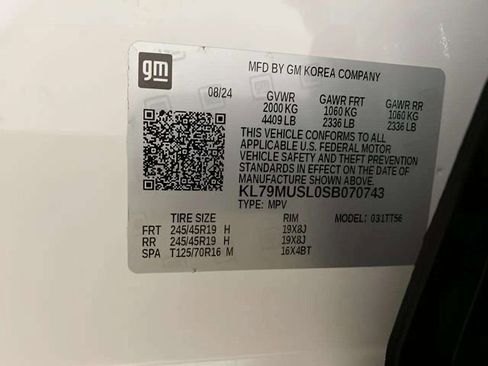 gm
MFD BY GM KOREA COMPANY
08/24 GVWR GAWR FRT GAWR RR
2000 KG 1060 KG 1060 KG
4409 LB 2336 LB 2336 LB
THIS VEHICLE CONFORMS TO ALL
APPLICABLE U.S. FEDERAL MOTOR
VEHICLE SAFETY AND THEFT PREVENTION
STANDARDS IN EFFECT ON THE DATE OF
MANUFACTURE SHOWN ABOVE.
KL79MUSL0SB070743
TYPE: MPV MODEL: 031TT56
TIRE SIZE RIM
FRT 245/45R19 H 19X8J
RR 245/45R19 H 19X8J
SPA T125/70R16 M 16X4BT